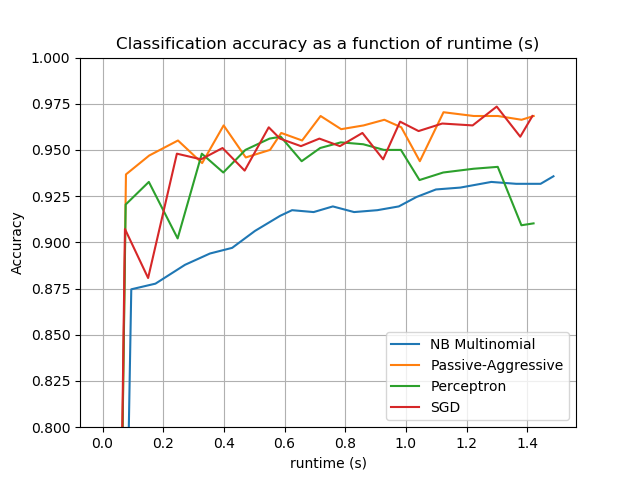 Classification accuracy as a function of runtime (s)
1.000
0.975
0.950
0.925
0.900
0.875
0.850
0.825
0.800
Accuracy
NB Multinomial
Passive-Aggressive
Perceptron
SGD
0.0 0.2 0.4 0.6 0.8 1.0 1.2 1.4
runtime (s)